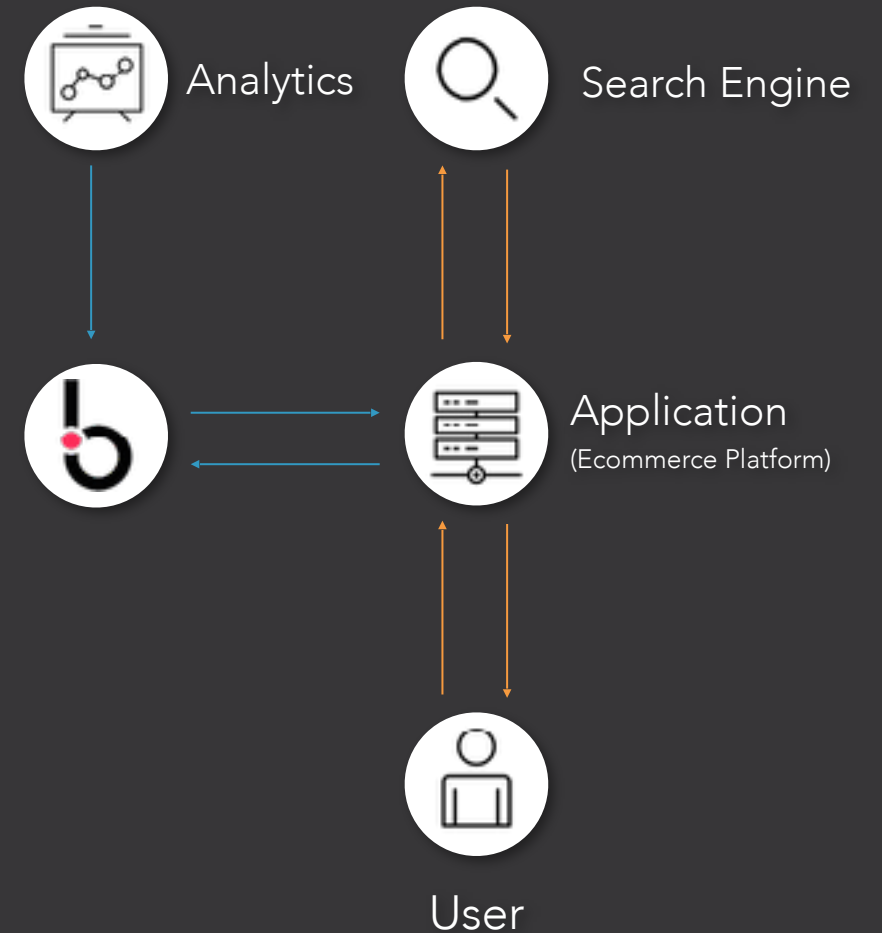 Analytics
Search Engine
b
Application
(Ecommerce Platform)
User